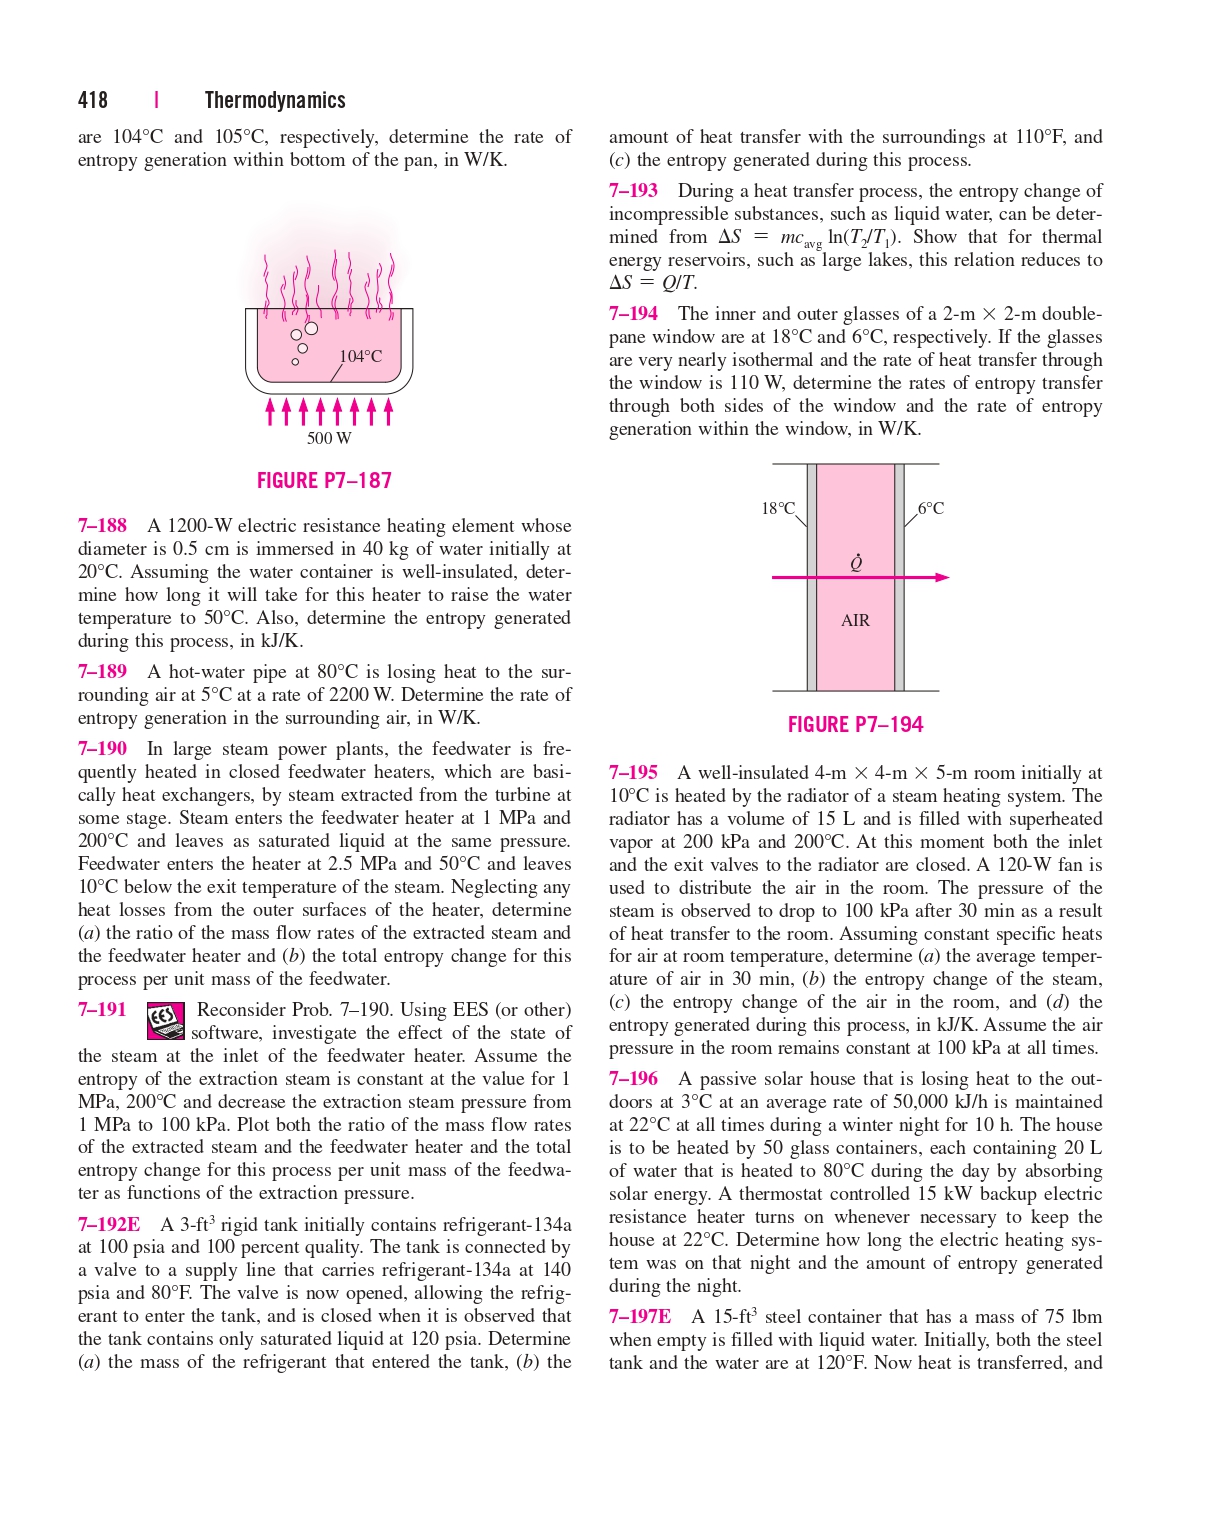 418 | Thermodynamics
are 104°C and 105°C, respectively, determine the rate of
entropy generation within bottom of the pan, in W/K.
104°C
500 W
FIGURE P7–187
7–188 A 1200-W electric resistance heating element whose
diameter is 0.5 cm is immersed in 40 kg of water initially at
20°C. Assuming the water container is well-insulated, deter-
mine how long it will take for this heater to raise the water
temperature to 50°C. Also, determine the entropy generated
during this process, in kJ/K.
7–189 A hot-water pipe at 80°C is losing heat to the sur-
rounding air at 5°C at a rate of 2200 W. Determine the rate of
entropy generation in the surrounding air, in W/K.
7–190 In large steam power plants, the feedwater is fre-
quently heated in closed feedwater heaters, which are basi-
cally heat exchangers, by steam extracted from the turbine at
some stage. Steam enters the feedwater heater at 1 MPa and
200°C and leaves as saturated liquid at the same pressure.
Feedwater enters the heater at 2.5 MPa and 50°C and leaves
10°C below the exit temperature of the steam. Neglecting any
heat losses from the outer surfaces of the heater, determine
(a) the ratio of the mass flow rates of the extracted steam and
the feedwater heater and (b) the total entropy change for this
process per unit mass of the feedwater.
7–191 EES Reconsider Prob. 7–190. Using EES (or other)
software, investigate the effect of the state of
the steam at the inlet of the feedwater heater. Assume the
entropy of the extraction steam is constant at the value for 1
MPa, 200°C and decrease the extraction steam pressure from
1 MPa to 100 kPa. Plot both the ratio of the mass flow rates
of the extracted steam and the feedwater heater and the total
entropy change for this process per unit mass of the feedwa-
ter as functions of the extraction pressure.
7–192E A 3-ft³ rigid tank initially contains refrigerant-134a
at 100 psia and 100 percent quality. The tank is connected by
a valve to a supply line that carries refrigerant-134a at 140
psia and 80°F. The valve is now opened, allowing the refrig-
erant to enter the tank, and is closed when it is observed that
the tank contains only saturated liquid at 120 psia. Determine
(a) the mass of the refrigerant that entered the tank, (b) the
amount of heat transfer with the surroundings at 110°F, and
(c) the entropy generated during this process.
7–193 During a heat transfer process, the entropy change of
incompressible substances, such as liquid water, can be deter-
mined from ΔS = mc_avg ln(T₂/T₁). Show that for thermal
energy reservoirs, such as large lakes, this relation reduces to
ΔS = Q/T.
7–194 The inner and outer glasses of a 2-m × 2-m double-
pane window are at 18°C and 6°C, respectively. If the glasses
are very nearly isothermal and the rate of heat transfer through
the window is 110 W, determine the rates of entropy transfer
through both sides of the window and the rate of entropy
generation within the window, in W/K.
18°C
6°C
Q̇
AIR
FIGURE P7–194
7–195 A well-insulated 4-m × 4-m × 5-m room initially at
10°C is heated by the radiator of a steam heating system. The
radiator has a volume of 15 L and is filled with superheated
vapor at 200 kPa and 200°C. At this moment both the inlet
and the exit valves to the radiator are closed. A 120-W fan is
used to distribute the air in the room. The pressure of the
steam is observed to drop to 100 kPa after 30 min as a result
of heat transfer to the room. Assuming constant specific heats
for air at room temperature, determine (a) the average temper-
ature of air in 30 min, (b) the entropy change of the steam,
(c) the entropy change of the air in the room, and (d) the
entropy generated during this process, in kJ/K. Assume the air
pressure in the room remains constant at 100 kPa at all times.
7–196 A passive solar house that is losing heat to the out-
doors at 3°C at an average rate of 50,000 kJ/h is maintained
at 22°C at all times during a winter night for 10 h. The house
is to be heated by 50 glass containers, each containing 20 L
of water that is heated to 80°C during the day by absorbing
solar energy. A thermostat controlled 15 kW backup electric
resistance heater turns on whenever necessary to keep the
house at 22°C. Determine how long the electric heating sys-
tem was on that night and the amount of entropy generated
during the night.
7–197E A 15-ft³ steel container that has a mass of 75 lbm
when empty is filled with liquid water. Initially, both the steel
tank and the water are at 120°F. Now heat is transferred, and